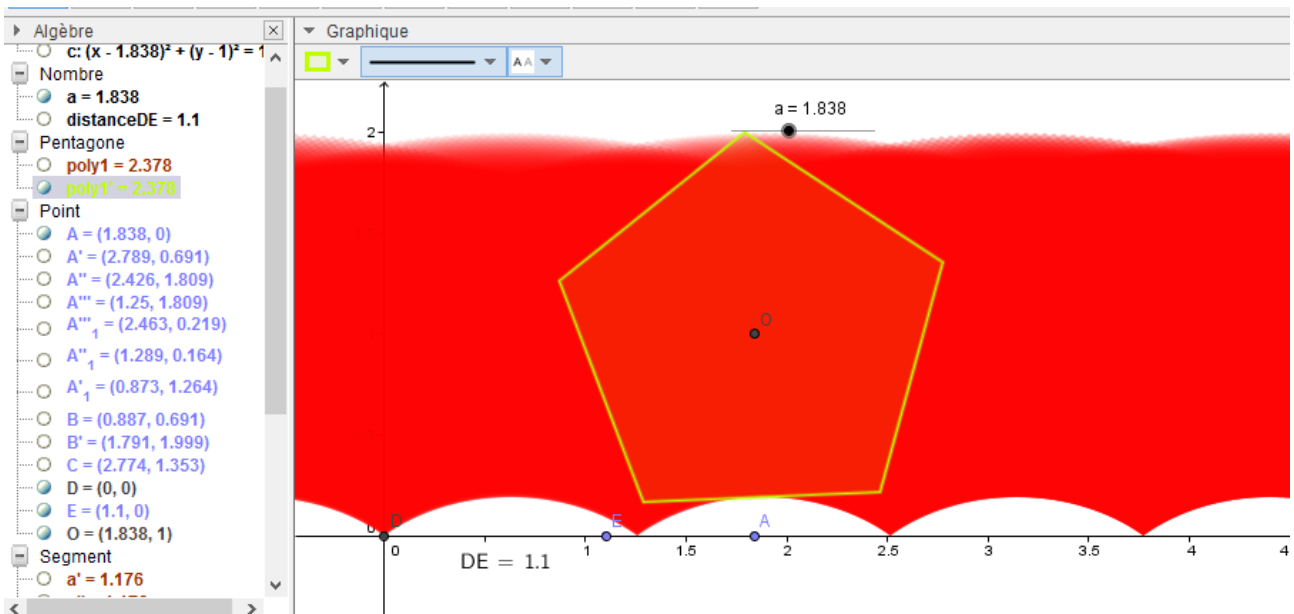 Algèbre
c: (x - 1.838)² + (y - 1)² = 1
Nombre
a = 1.838
distanceDE = 1.1
Pentagone
poly1 = 2.378
poly1' = 2.378
Point
A = (1.838, 0)
A' = (2.789, 0.691)
A'' = (2.426, 1.809)
A''' = (1.25, 1.809)
A'''₁ = (2.463, 0.219)
A''₁ = (1.289, 0.164)
A'₁ = (0.873, 1.264)
B = (0.887, 0.691)
B' = (1.791, 1.999)
C = (2.774, 1.353)
D = (0, 0)
E = (1.1, 0)
O = (1.838, 1)
Segment
a' = 1.176
Graphique
AA
a = 1.838
2
O
D
E
A
0
0
1
1.5
2
2.5
3
3.5
4
4.5
DE = 1.1